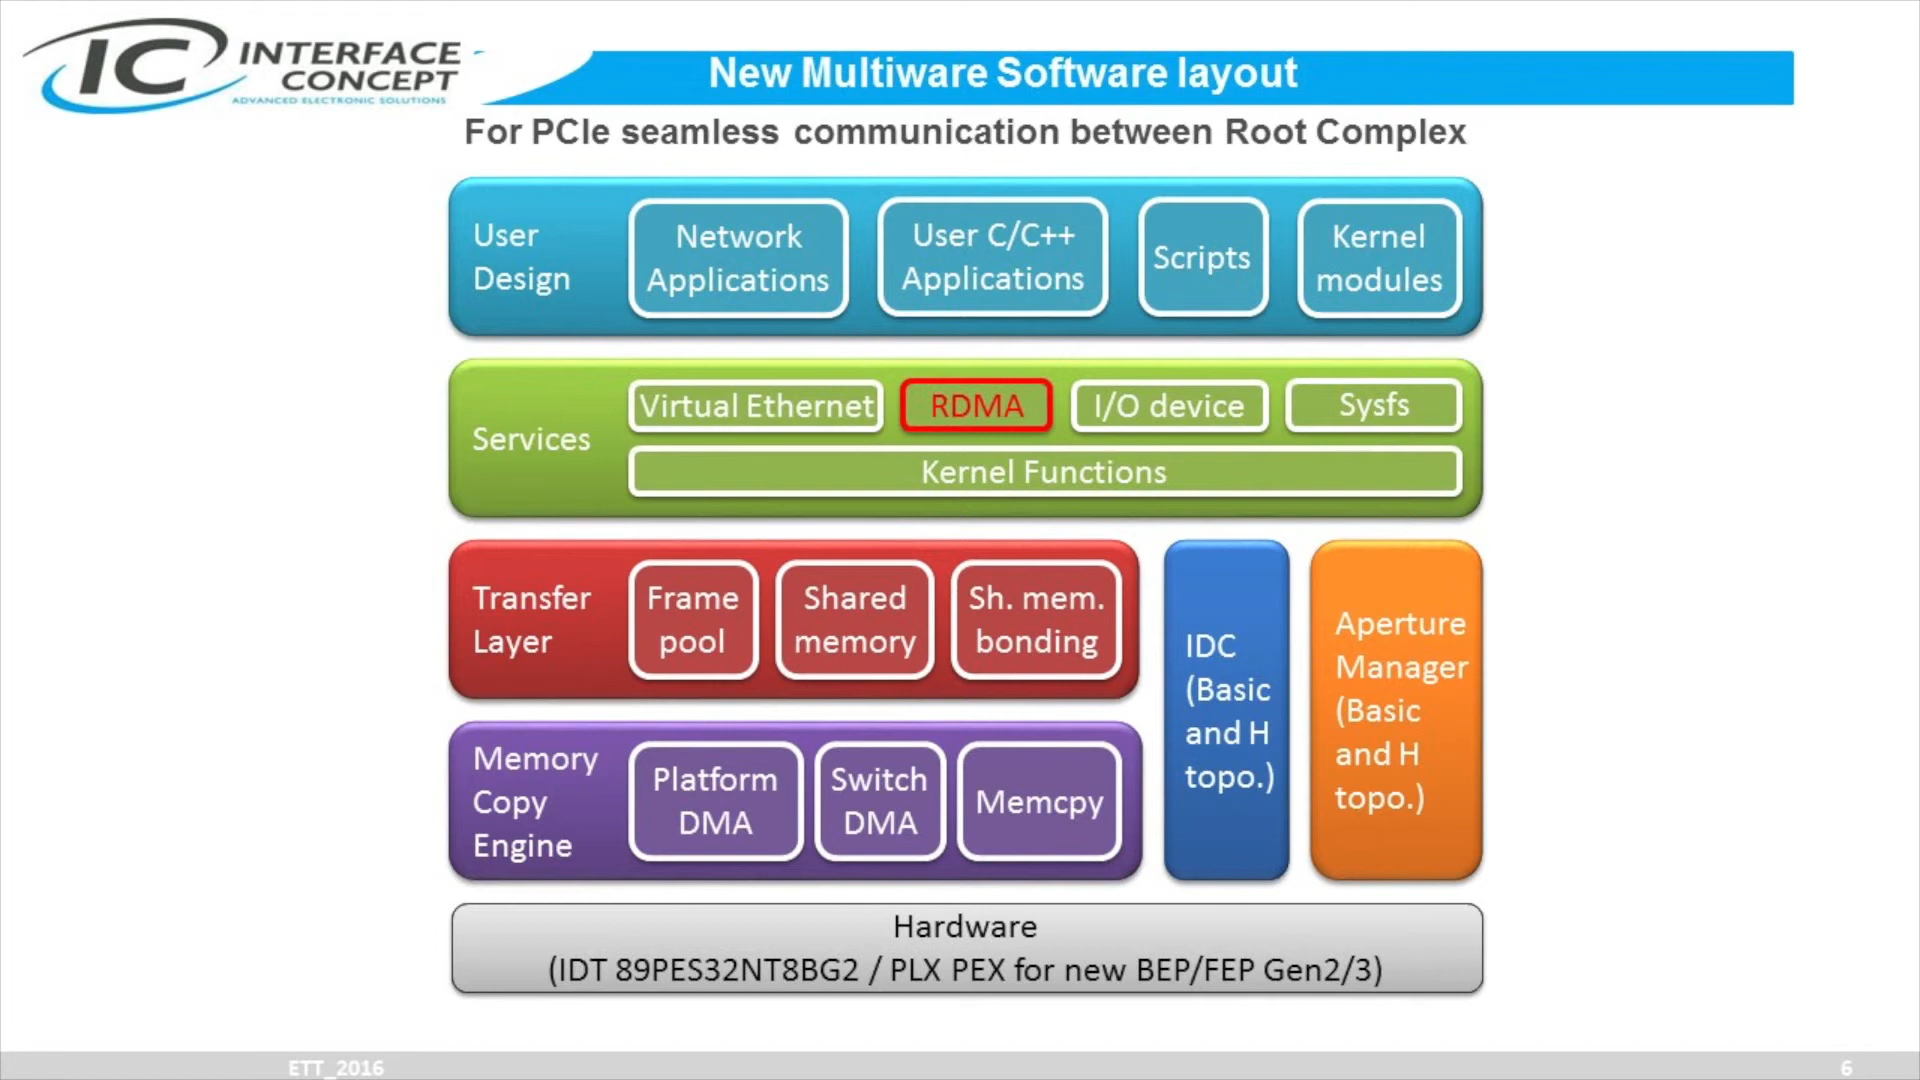 IC INTERFACE
CONCEPT
ADVANCED ELECTRONIC SOLUTIONS
New Multiware Software layout
For PCIe seamless communication between Root Complex
User
Design
Network
Applications
User C/C++
Applications
Scripts
Kernel
modules
Services
Virtual Ethernet
RDMA
I/O device
Sysfs
Kernel Functions
Transfer
Layer
Frame
pool
Shared
memory
Sh. mem.
bonding
IDC
(Basic
and H
topo.)
Aperture
Manager
(Basic
and H
topo.)
Memory
Copy
Engine
Platform
DMA
Switch
DMA
Memcpy
Hardware
(IDT 89PES32NT8BG2 / PLX PEX for new BEP/FEP Gen2/3)
ETT_2016
6